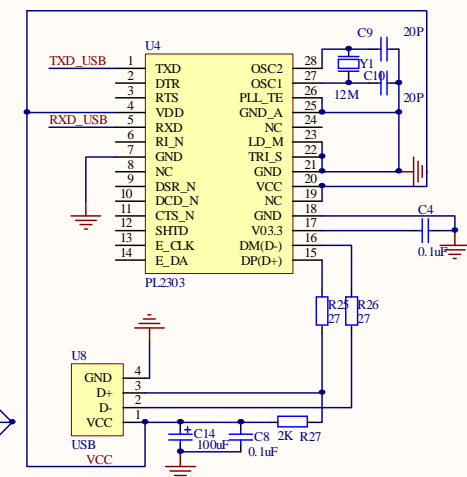 C9
20P
U4
TXD_USB
1 TXD OSC2 28
2 DTR OSC1 27
Y1
C10
3 RTS PLL_TE 26
12M
20P
4 VDD GND_A 25
RXD_USB
5 RXD NC 24
6 RI_N LD_M 23
7 GND TRI_S 22
8 NC GND 21
9 DSR_N VCC 20
10 DCD_N NC 19
11 CTS_N GND 18
C4
12 SHTD V03.3 17
13 E_CLK DM(D-) 16
0.1uF
14 E_DA DP(D+) 15
PL2303
R25 R26
27 27
U8
GND 4
D+ 3
D- 2
VCC 1
USB
VCC
C14
100uF
C8
0.1uF
2K R27